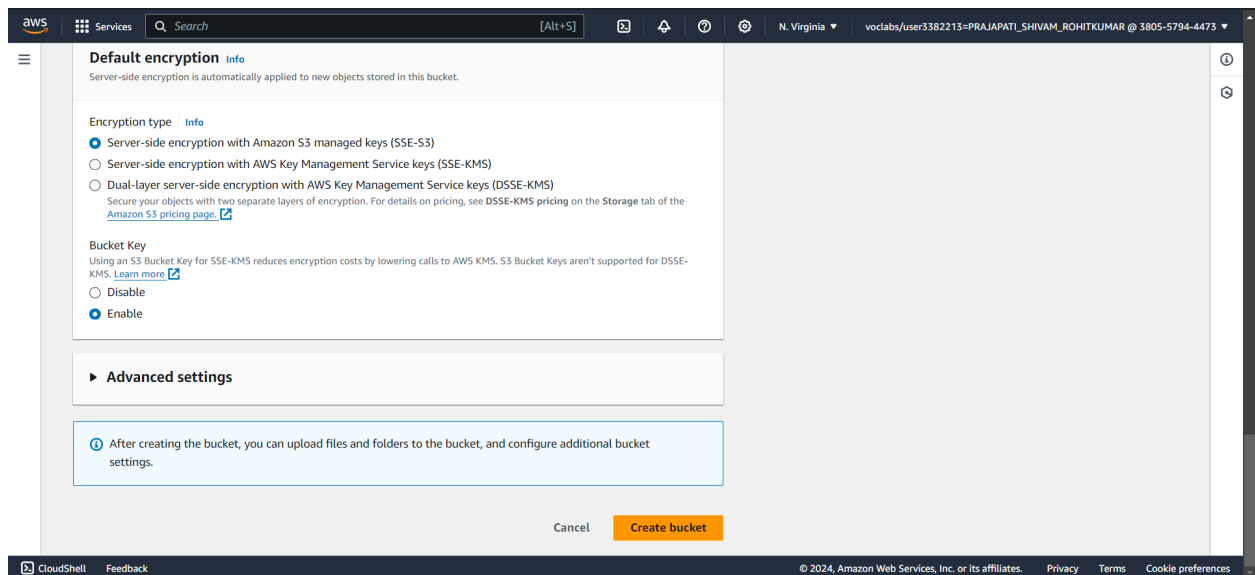 aws
Services
Search [Alt+S]
N. Virginia
voclabs/user3382213=PRAJAPATI_SHIVAM_ROHITKUMAR @ 3805-5794-4473
Default encryption Info
Server-side encryption is automatically applied to new objects stored in this bucket.
Encryption type Info
Server-side encryption with Amazon S3 managed keys (SSE-S3)
Server-side encryption with AWS Key Management Service keys (SSE-KMS)
Dual-layer server-side encryption with AWS Key Management Service keys (DSSE-KMS)
Secure your objects with two separate layers of encryption. For details on pricing, see DSSE-KMS pricing on the Storage tab of the
Amazon S3 pricing page.
Bucket Key
Using an S3 Bucket Key for SSE-KMS reduces encryption costs by lowering calls to AWS KMS. S3 Bucket Keys aren't supported for DSSE-
KMS. Learn more
Disable
Enable
Advanced settings
After creating the bucket, you can upload files and folders to the bucket, and configure additional bucket
settings.
Cancel
Create bucket
CloudShell Feedback
© 2024, Amazon Web Services, Inc. or its affiliates. Privacy Terms Cookie preferences